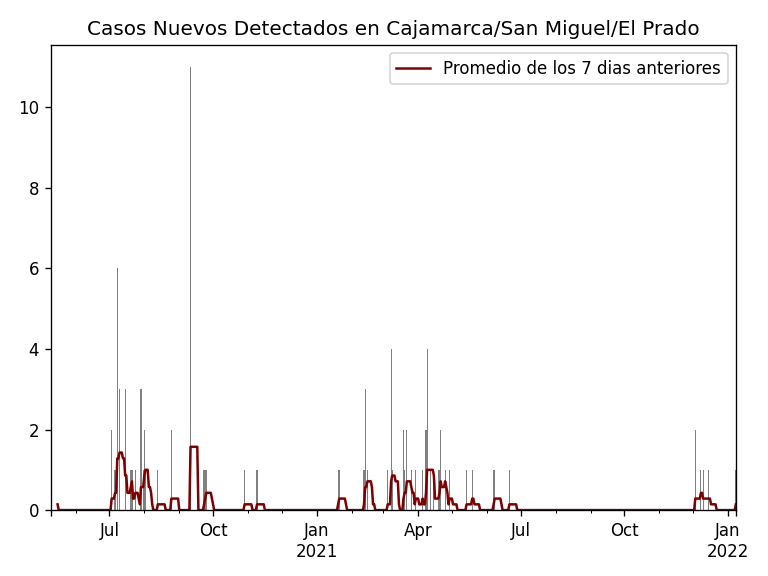 Casos Nuevos Detectados en Cajamarca/San Miguel/El Prado
Promedio de los 7 dias anteriores
10
8
6
4
2
0
Jul Oct Jan Apr Jul Oct Jan
2021 2022